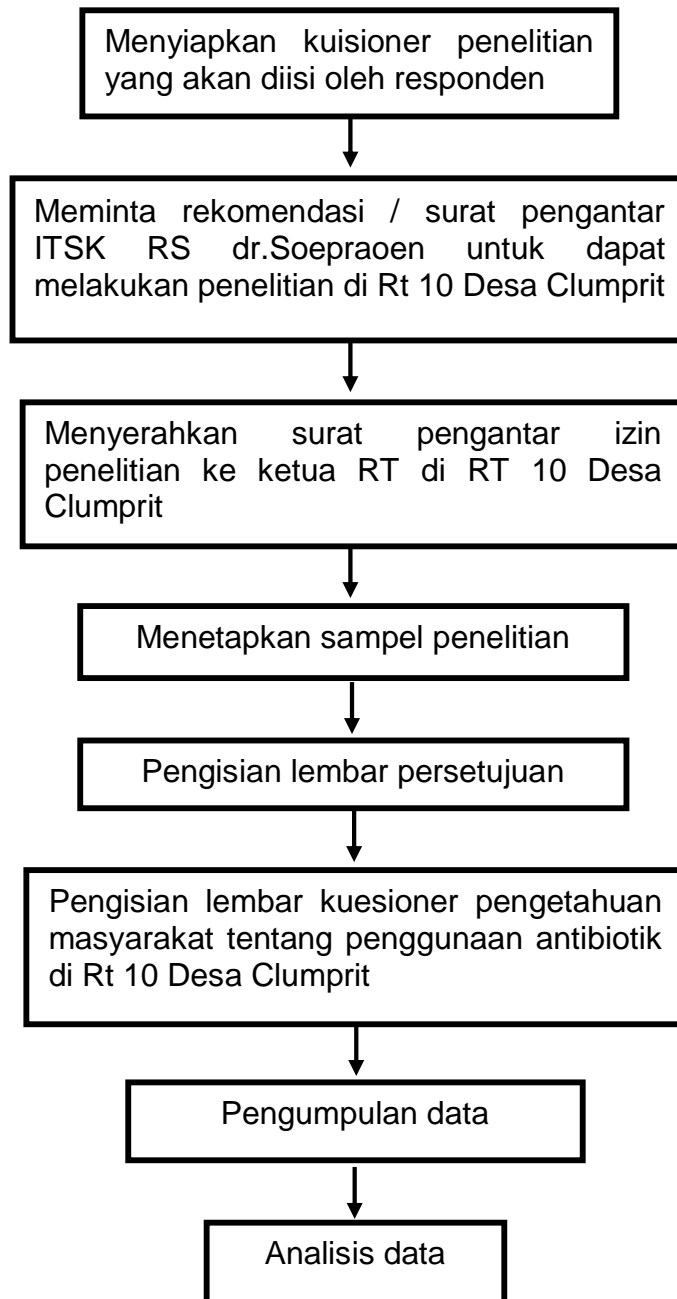 Menyiapkan kuisioner penelitian
yang akan diisi oleh responden
Meminta rekomendasi / surat pengantar
ITSK RS dr.Soepraoen untuk dapat
melakukan penelitian di Rt 10 Desa Clumprit
Menyerahkan surat pengantar izin
penelitian ke ketua RT di RT 10 Desa
Clumprit
Menetapkan sampel penelitian
Pengisian lembar persetujuan
Pengisian lembar kuesioner pengetahuan
masyarakat tentang penggunaan antibiotik
di Rt 10 Desa Clumprit
Pengumpulan data
Analisis data